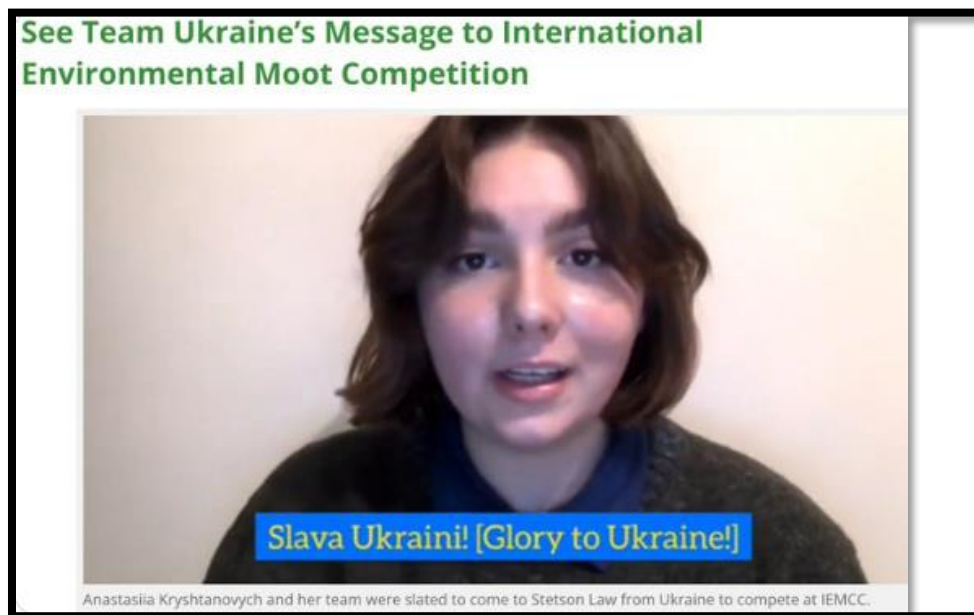 See Team Ukraine’s Message to International
Environmental Moot Competition
Slava Ukraini! [Glory to Ukraine!]
Anastasiia Kryshtanovych and her team were slated to come to Stetson Law from Ukraine to compete at IEMCC.